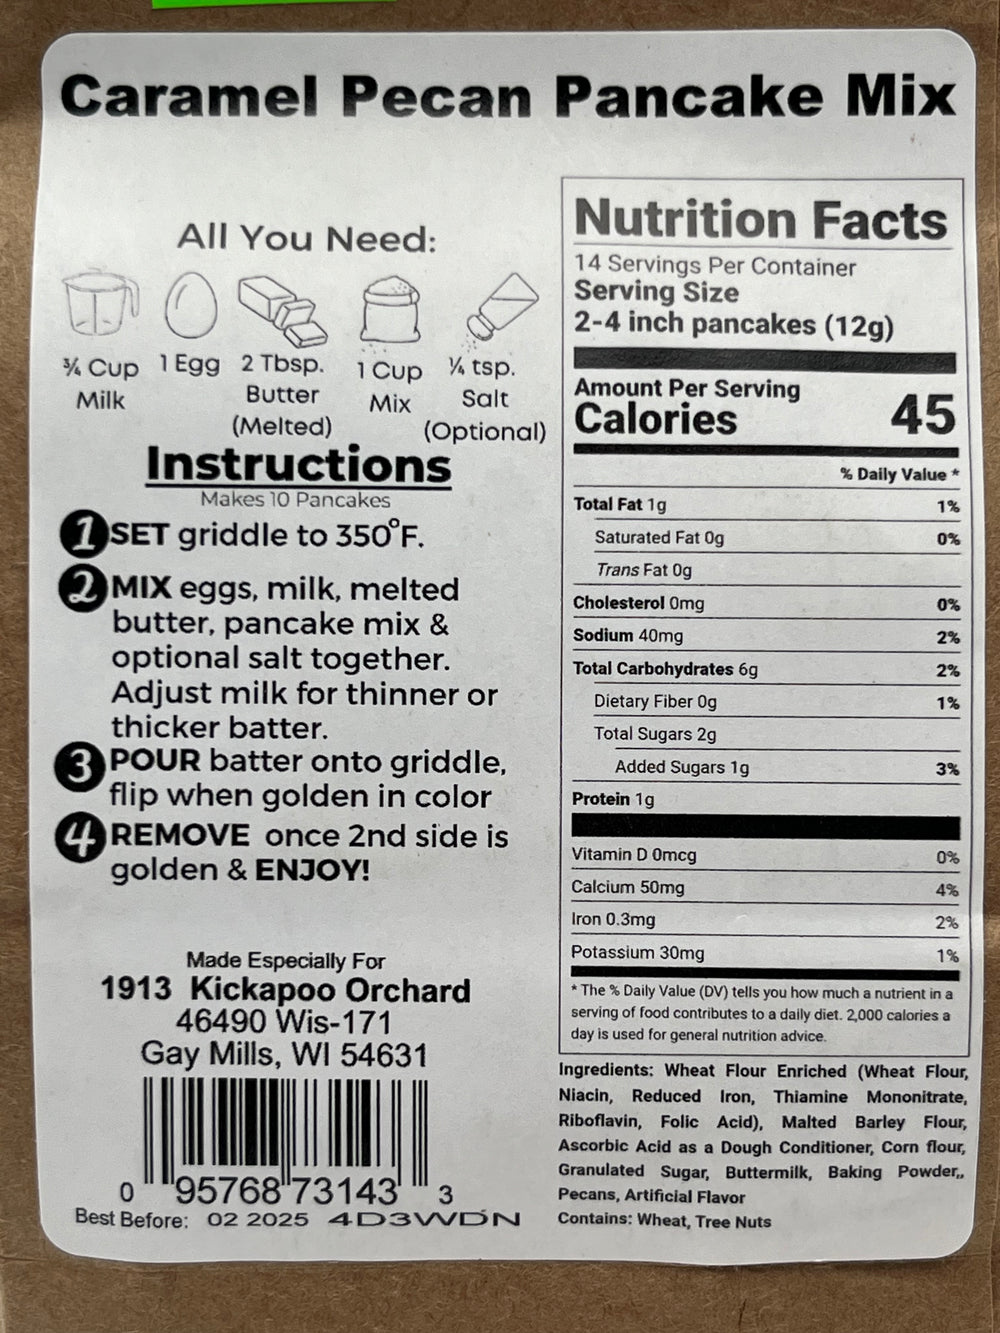 Caramel Pecan Pancake Mix
All You Need:
¾ Cup
Milk
1 Egg
2 Tbsp.
Butter
(Melted)
1 Cup
Mix
¼ tsp.
Salt
(Optional)
Instructions
Makes 10 Pancakes
1 SET griddle to 350°F.
2 MIX eggs, milk, melted
butter, pancake mix &
optional salt together.
Adjust milk for thinner or
thicker batter.
3 POUR batter onto griddle,
flip when golden in color
4 REMOVE once 2nd side is
golden & ENJOY!
Made Especially For
1913 Kickapoo Orchard
46490 Wis-171
Gay Mills, WI 54631
0 95768 73143 3
Best Before: 02 2025 4D3WDN
Nutrition Facts
14 Servings Per Container
Serving Size
2-4 inch pancakes (12g)
Amount Per Serving
Calories 45
% Daily Value *
Total Fat 1g 1%
Saturated Fat 0g 0%
Trans Fat 0g
Cholesterol 0mg 0%
Sodium 40mg 2%
Total Carbohydrates 6g 2%
Dietary Fiber 0g 1%
Total Sugars 2g
Added Sugars 1g 3%
Protein 1g
Vitamin D 0mcg 0%
Calcium 50mg 4%
Iron 0.3mg 2%
Potassium 30mg 1%
* The % Daily Value (DV) tells you how much a nutrient in a
serving of food contributes to a daily diet. 2,000 calories a
day is used for general nutrition advice.
Ingredients: Wheat Flour Enriched (Wheat Flour,
Niacin, Reduced Iron, Thiamine Mononitrate,
Riboflavin, Folic Acid), Malted Barley Flour,
Ascorbic Acid as a Dough Conditioner, Corn flour,
Granulated Sugar, Buttermilk, Baking Powder,,
Pecans, Artificial Flavor
Contains: Wheat, Tree Nuts